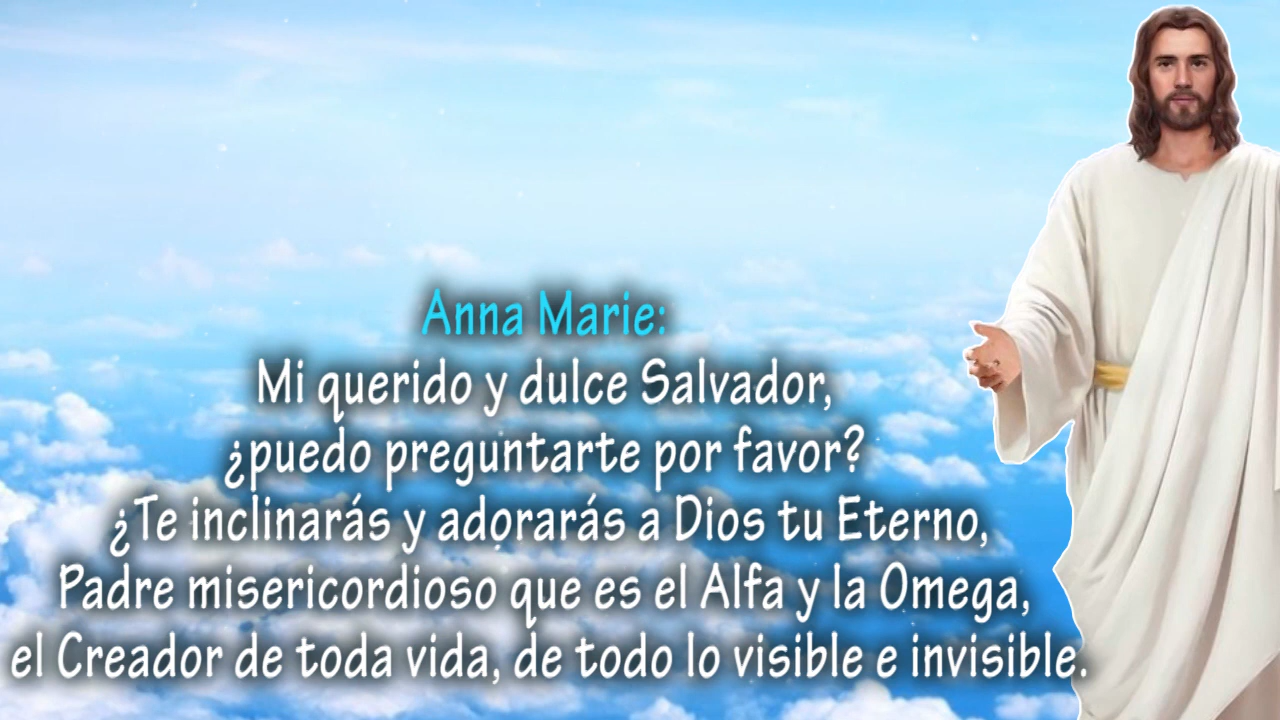 Anna Marie:
Mi querido y dulce Salvador,
¿puedo preguntarte por favor?
¿Te inclinarás y adorarás a Dios tu Eterno,
Padre misericordioso que es el Alfa y la Omega,
el Creador de toda vida, de todo lo visible e invisible.